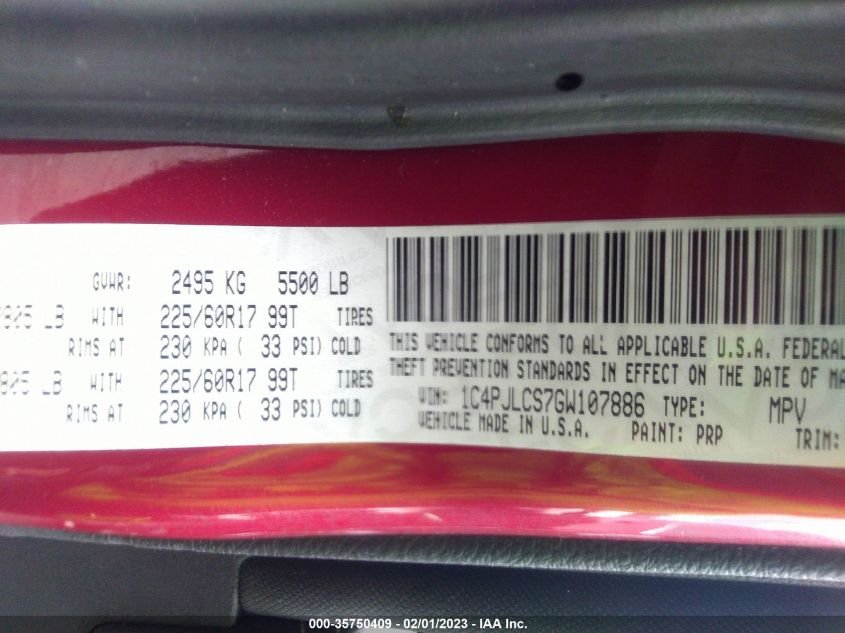 GVWR: 2495 KG 5500 LB
805 LB WITH 225/60R17 99T TIRES
RIMS AT 230 KPA ( 33 PSI) COLD
805 LB WITH 225/60R17 99T TIRES
RIMS AT 230 KPA ( 33 PSI) COLD
THIS VEHICLE CONFORMS TO ALL APPLICABLE U.S.A. FEDERAL
THEFT PREVENTION STANDARDS IN EFFECT ON THE DATE OF MA
VIN: 1C4PJLCS7GW107886 TYPE: MPV
VEHICLE MADE IN U.S.A. PAINT: PRP TRIM:
000-35750409 - 02/01/2023 - IAA Inc.